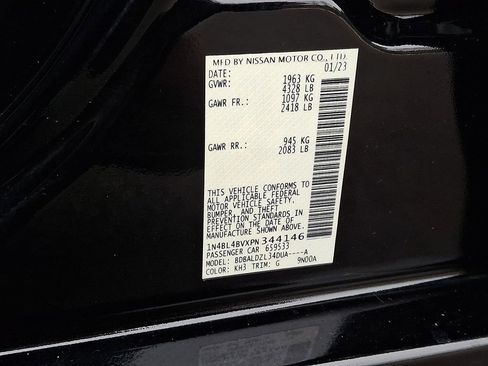 MFD BY NISSAN MOTOR CO., LTD.
DATE: 01/23
GVWR: 1963 KG
4328 LB
GAWR FR.: 1097 KG
2418 LB
GAWR RR.: 945 KG
2083 LB
THIS VEHICLE CONFORMS TO
ALL APPLICABLE FEDERAL
MOTOR VEHICLE SAFETY,
BUMPER, AND THEFT
PREVENTION STANDARDS IN
EFFECT ON THE DATE OF
MANUFACTURE SHOWN ABOVE.
1N4BL4BVXPN344146
PASSENGER CAR 659533
MODEL: BDBALDZL34DUA----A
COLOR: KH3 TRIM: G 9N00A